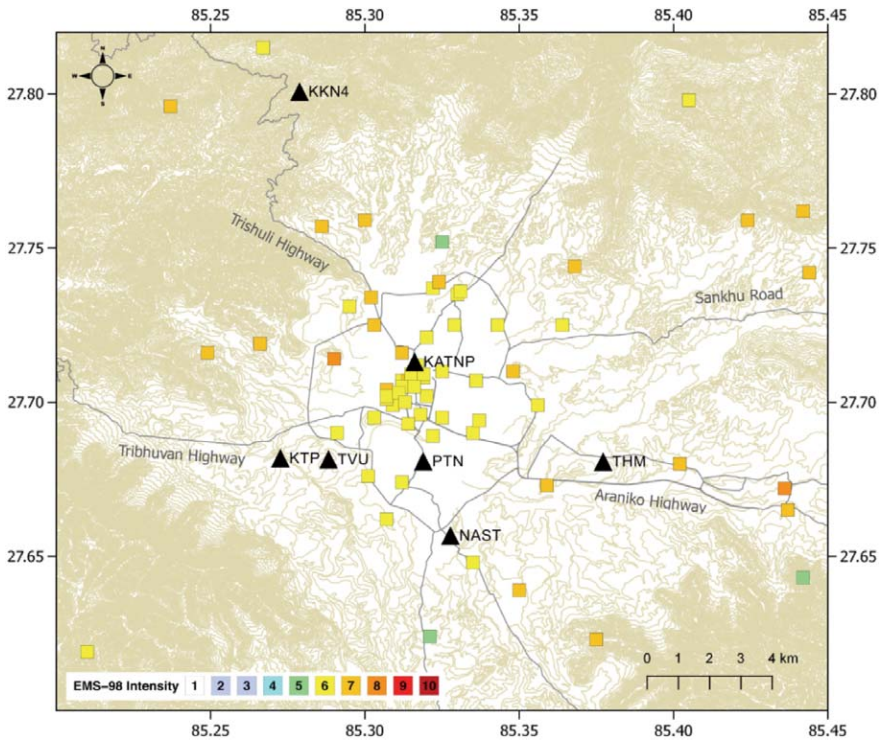 85.25 85.30 85.35 85.40 85.45
N
W E
S
27.80 KKN4 27.80
Trishuli Highway
27.75 27.75
Sankhu Road
KATNP
27.70 27.70
Tribhuvan Highway
KTP TVU PTN THM
Araniko Highway
NAST
27.65 27.65
0 1 2 3 4 km
EMS-98 Intensity 1 2 3 4 5 6 7 8 9 10
85.25 85.30 85.35 85.40 85.45